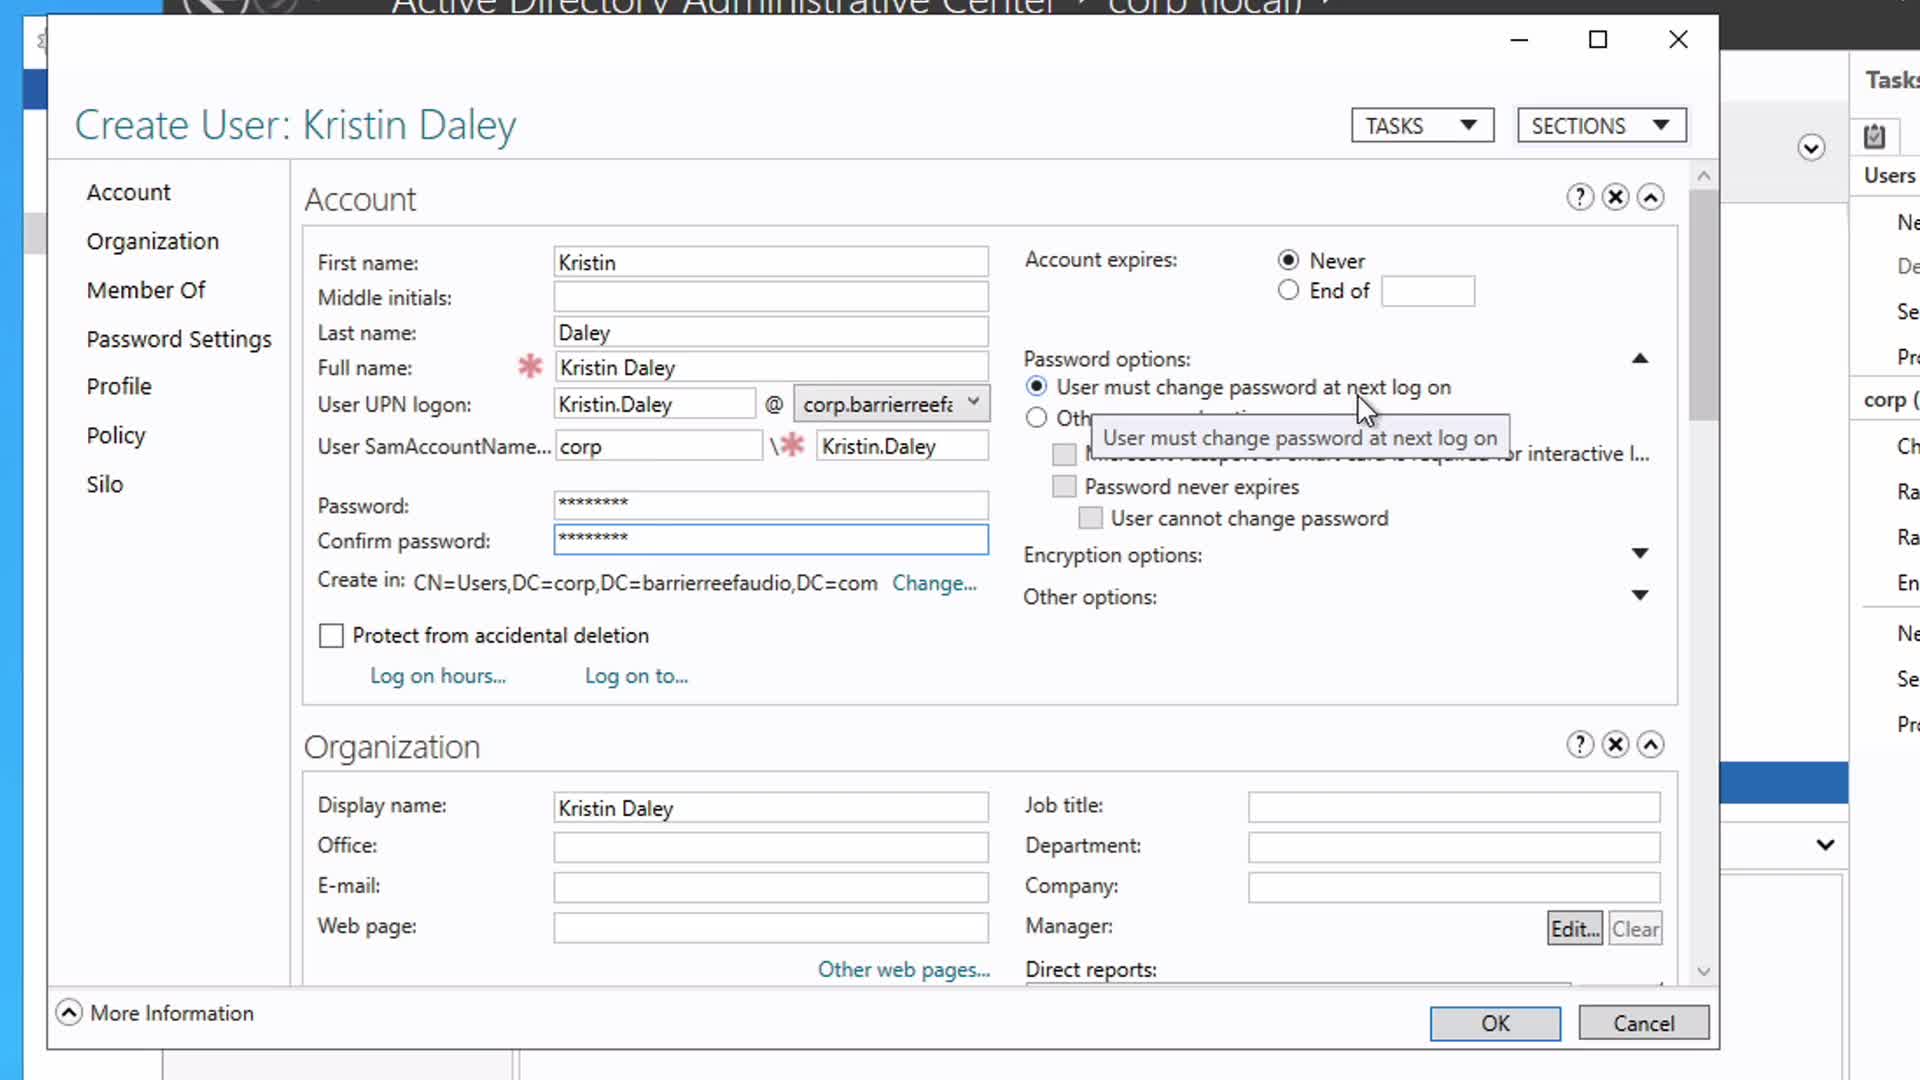 Active Directory Administrative Center • corp (local) •
Create User: Kristin Daley
TASKS
SECTIONS
Tasks
Account
Organization
Member Of
Password Settings
Profile
Policy
Silo
Account
First name: Kristin
Middle initials:
Last name: Daley
Full name: * Kristin Daley
User UPN logon: Kristin.Daley @ corp.barrierreefa
User SamAccountName... corp \ * Kristin.Daley
Password: ********
Confirm password: ********
Create in: CN=Users,DC=corp,DC=barrierreefaudio,DC=com Change...
Protect from accidental deletion
Log on hours... Log on to...
Account expires: Never
End of
Password options:
User must change password at next log on
User must change password at next log on
or interactive l...
Password never expires
User cannot change password
Encryption options:
Other options:
Organization
Display name: Kristin Daley
Office:
E-mail:
Web page:
Other web pages...
Job title:
Department:
Company:
Manager: Edit... Clear
Direct reports:
More Information
OK Cancel
Users
Ne
De
Se
Pro
corp (
Ch
Ra
Ra
En
Ne
Se
Pro